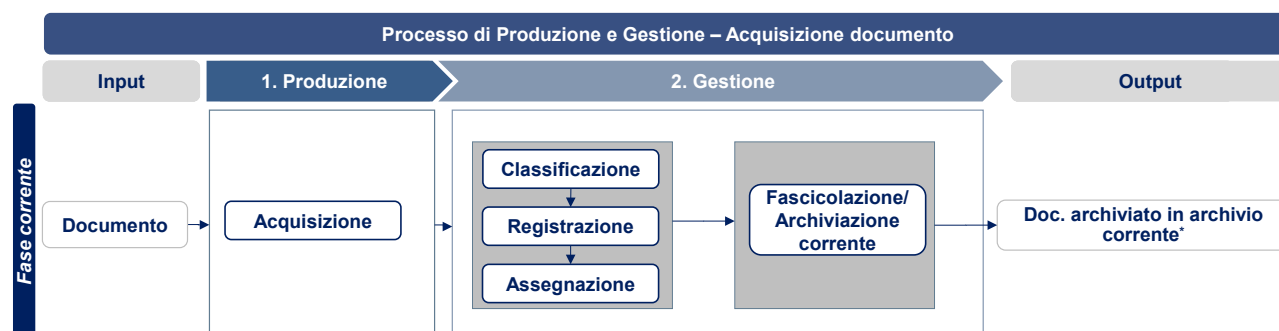 Processo di Produzione e Gestione – Acquisizione documento
Input
1. Produzione
2. Gestione
Output
Fase corrente
Documento
Acquisizione
Classificazione
Registrazione
Assegnazione
Fascicolazione/
Archiviazione
corrente
Doc. archiviato in archivio
corrente*